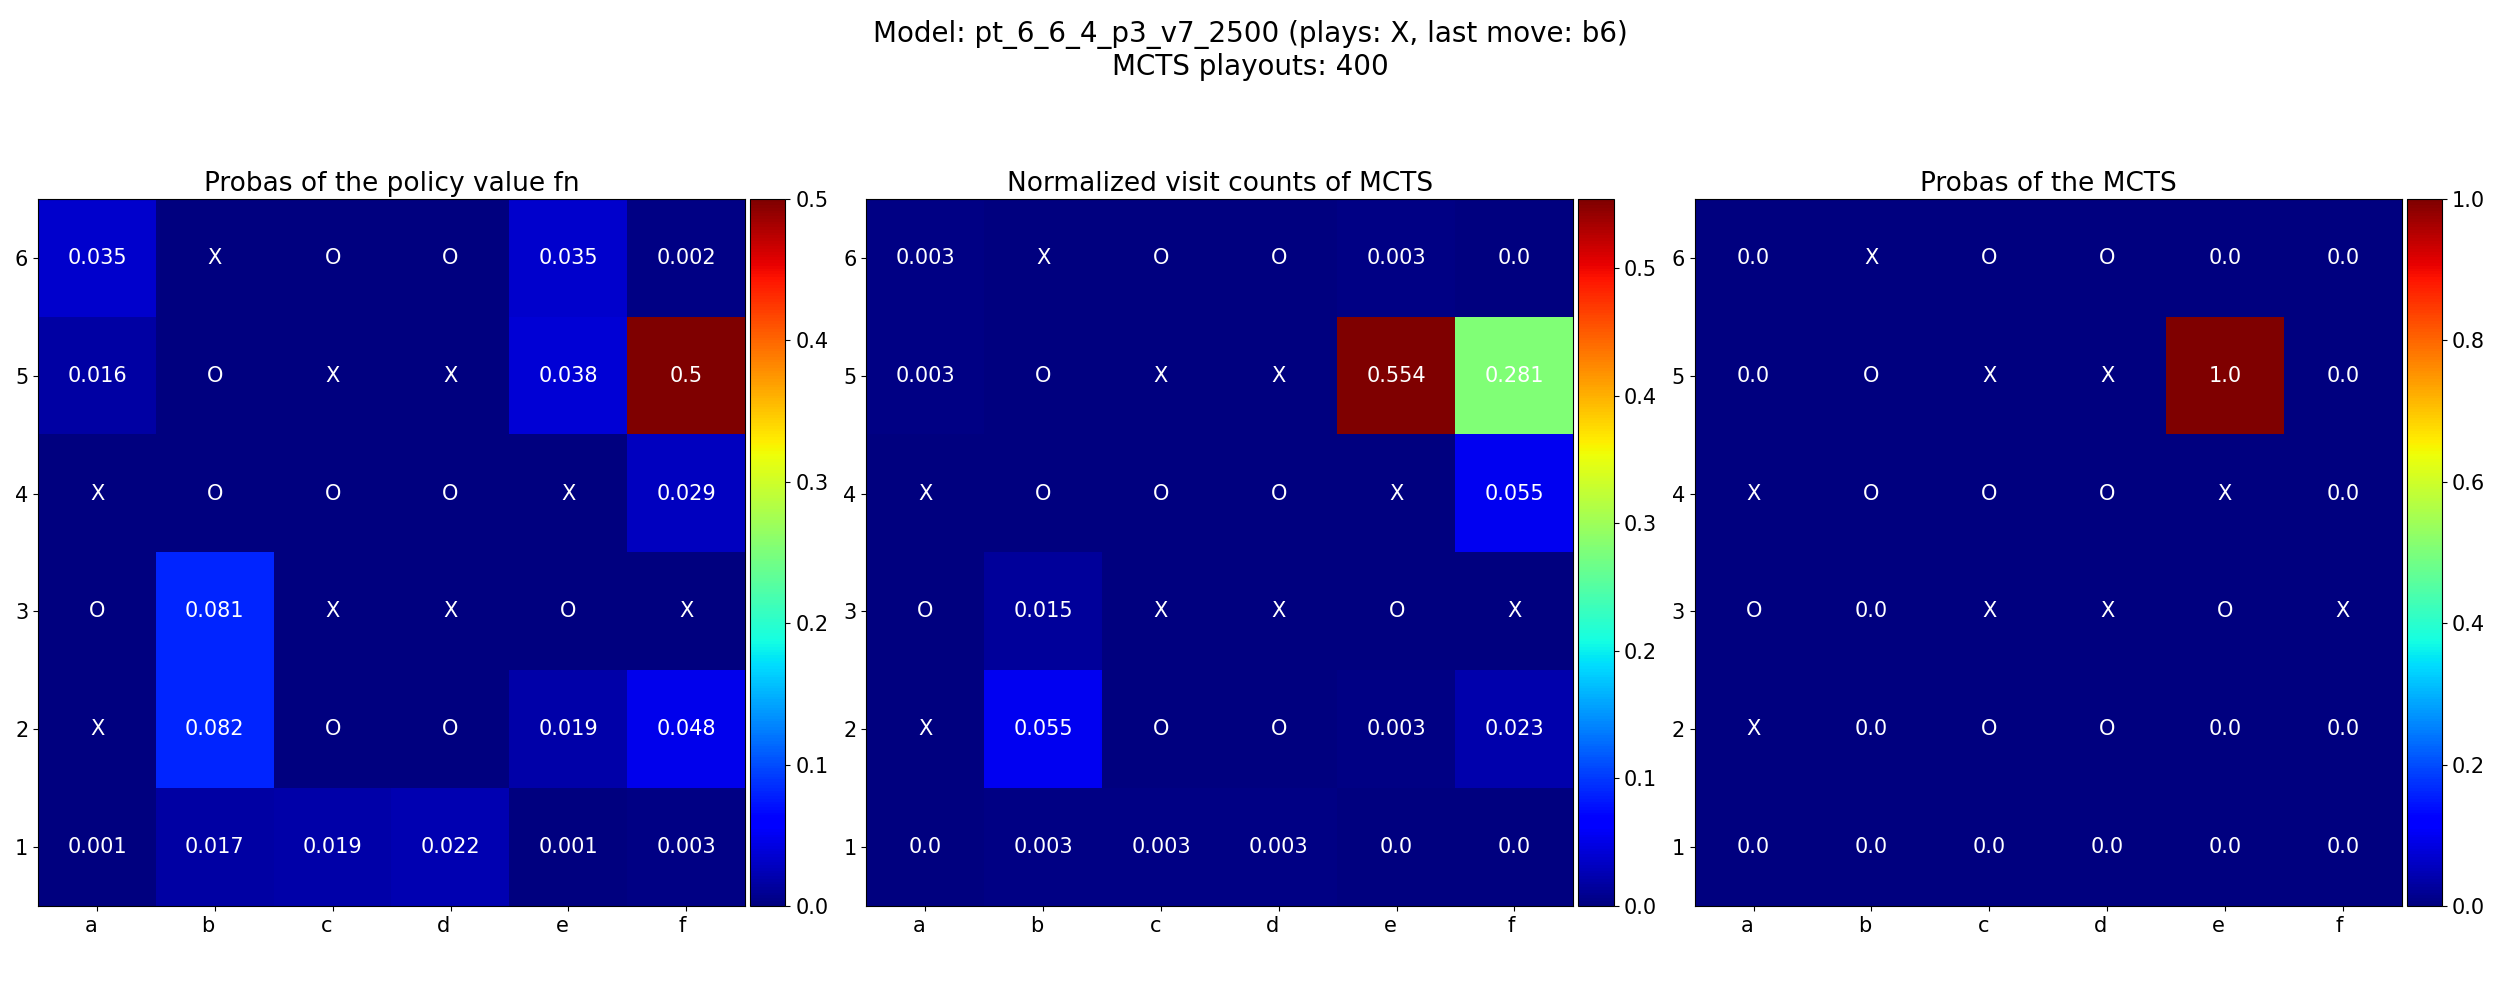 Model: pt_6_6_4_p3_v7_2500 (plays: X, last move: b6)
MCTS playouts: 400
Probas of the policy value fn
6 0.035 X O O 0.035 0.002
5 0.016 O X X 0.038 0.5
4 X O O O X 0.029
3 O 0.081 X X O X
2 X 0.082 O O 0.019 0.048
1 0.001 0.017 0.019 0.022 0.001 0.003
a b c d e f
0.5
0.4
0.3
0.2
0.1
0.0
Normalized visit counts of MCTS
6 0.003 X O O 0.003 0.0
5 0.003 O X X 0.554 0.281
4 X O O O X 0.055
3 O 0.015 X X O X
2 X 0.055 O O 0.003 0.023
1 0.0 0.003 0.003 0.003 0.0 0.0
a b c d e f
0.5
0.4
0.3
0.2
0.1
0.0
Probas of the MCTS
6 0.0 X O O 0.0 0.0
5 0.0 O X X 1.0 0.0
4 X O O O X 0.0
3 O 0.0 X X O X
2 X 0.0 O O 0.0 0.0
1 0.0 0.0 0.0 0.0 0.0 0.0
a b c d e f
1.0
0.8
0.6
0.4
0.2
0.0